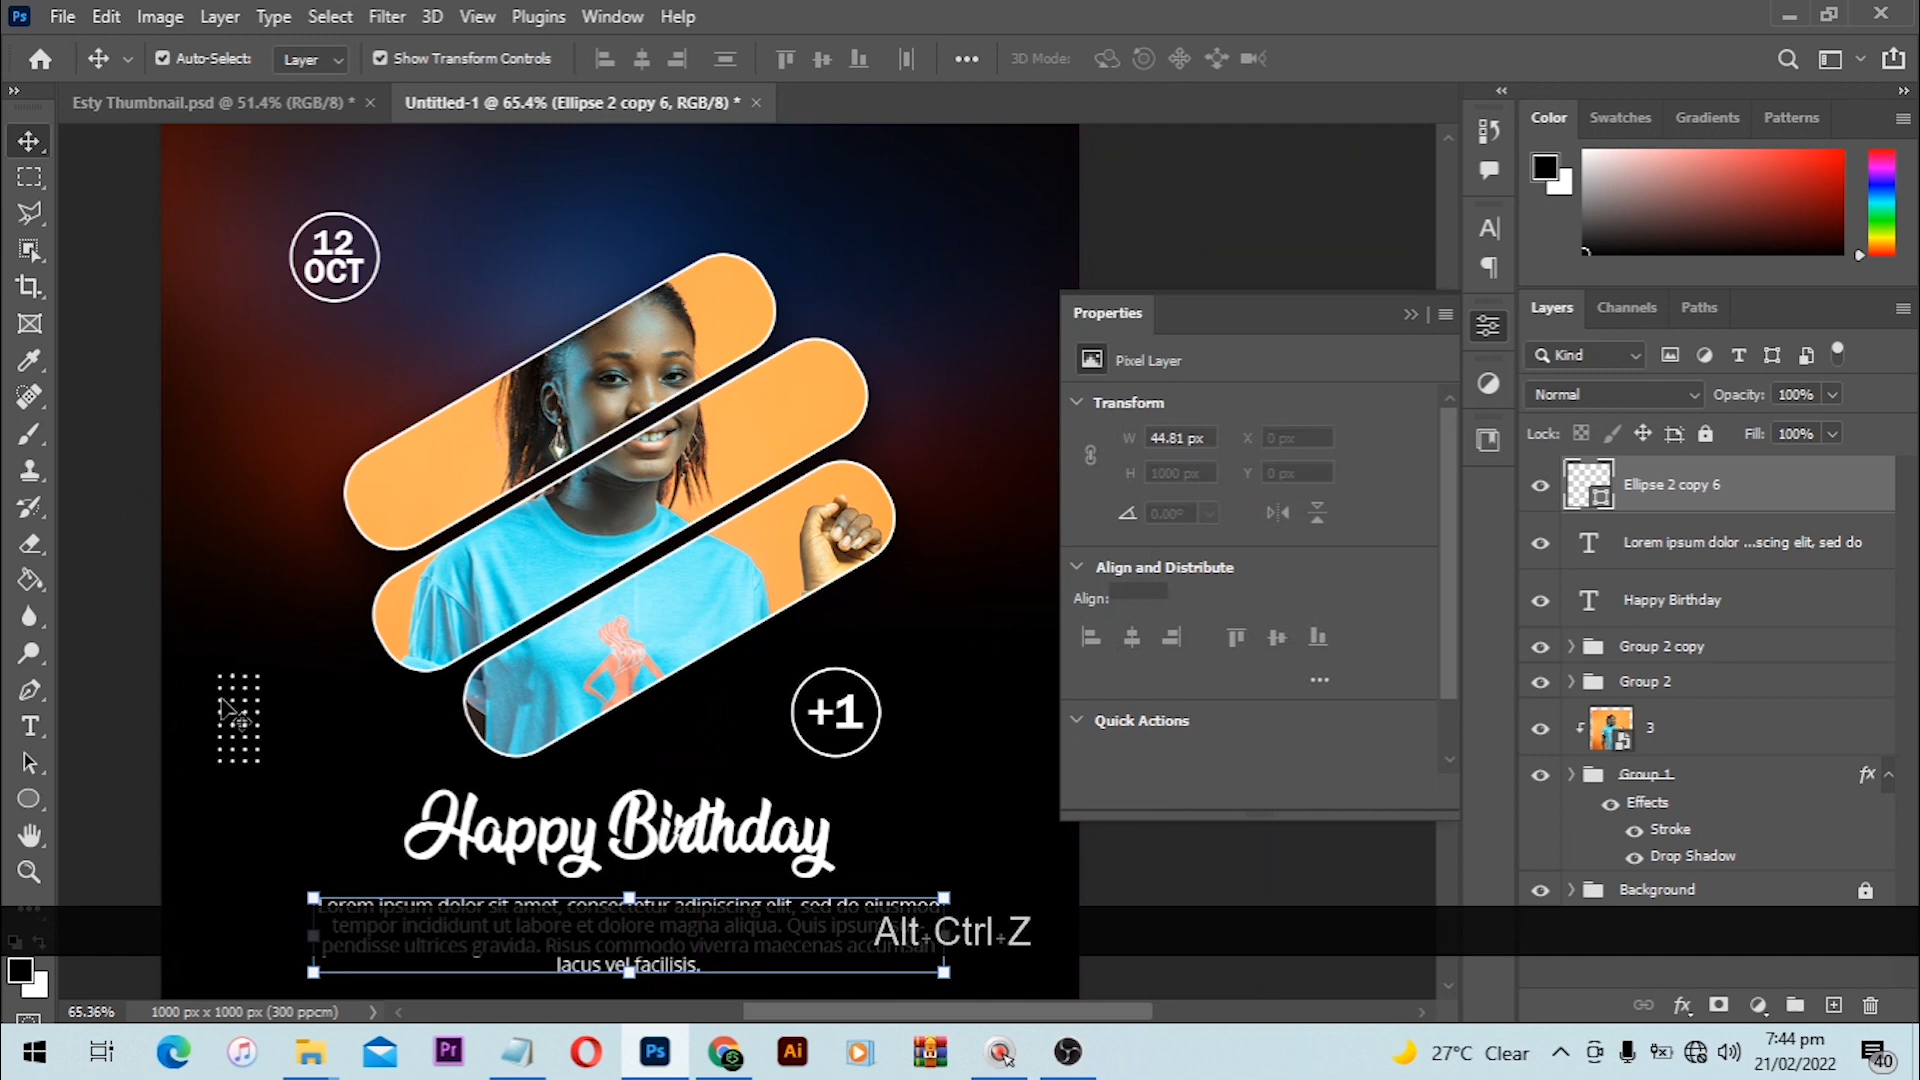 Ps File Edit Image Layer Type Select Filter 3D View Plugins Window Help
Auto-Select: Layer Show Transform Controls 3D Mode:
Esty Thumbnail.psd @ 51.4% (RGB/8) * Untitled-1 @ 65.4% (Ellipse 2 copy 6, RGB/8) *
Color Swatches Gradients Patterns
12
OCT
+1
Happy Birthday
Lorem ipsum dolor sit amet, consectetur adipiscing elit, sed do eiusmod
tempor incididunt ut labore et dolore magna aliqua. Quis ipsum
pendisse ultrices gravida. Risus commodo viverra maecenas accumsan
lacus vel facilisis.
Alt+Ctrl+Z
Properties
Pixel Layer
Transform
W 44.81 px X 0 px
H 1000 px Y 0 px
0.00°
Align and Distribute
Align:
Quick Actions
Layers Channels Paths
Kind
Normal Opacity: 100%
Lock: Fill: 100%
Ellipse 2 copy 6
Lorem ipsum dolor ...scing elit, sed do
Happy Birthday
Group 2 copy
Group 2
3
Group 1 fx
Effects
Stroke
Drop Shadow
Background
65.36% 1000 px x 1000 px (300 ppcm)
fx
Pr Ps Ai
27°C Clear
7:44 pm
21/02/2022
40